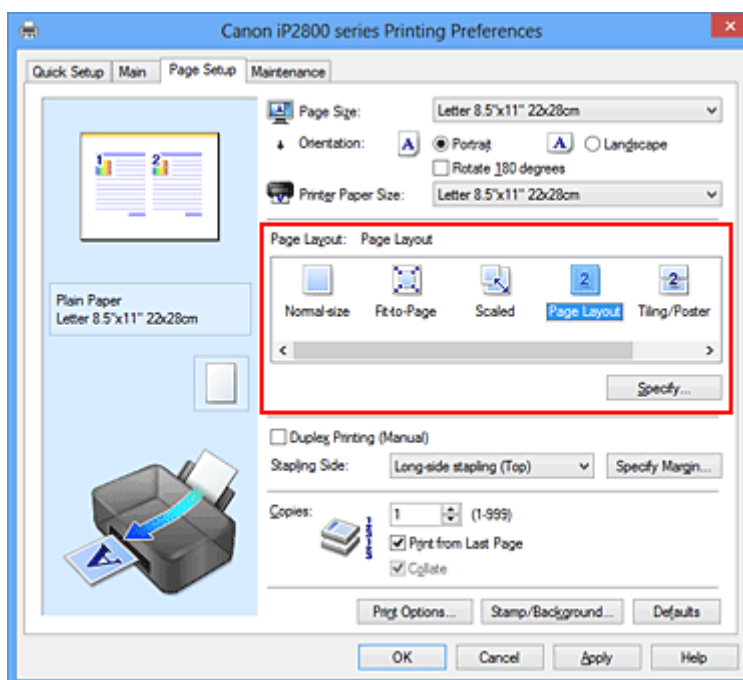 Canon iP2800 series Printing Preferences
Quick Setup Main Page Setup Maintenance
1 2
Page Size: Letter 8.5"x11" 22x28cm
Orientation: A Portrait A Landscape
Rotate 180 degrees
Printer Paper Size: Letter 8.5"x11" 22x28cm
Page Layout: Page Layout
2 2
Normal-size Fit-to-Page Scaled Page Layout Tiling/Poster
Plain Paper
Letter 8.5"x11" 22x28cm
Specify...
Duplex Printing (Manual)
Stapling Side: Long-side stapling (Top) Specify Margin...
Copies: 1 (1-999)
Print from Last Page
Collate
A
Print Options... Stamp/Background... Defaults
OK Cancel Apply Help